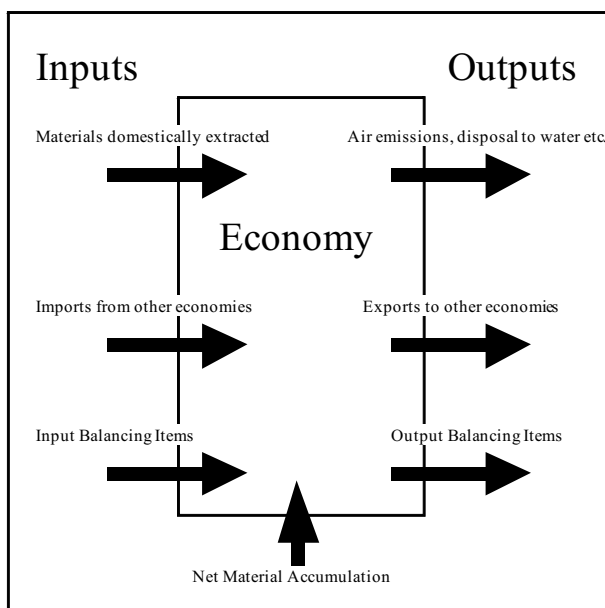 Inputs
Outputs
Materials domestically extracted
Air emissions, disposal to water etc.
Economy
Imports from other economies
Exports to other economies
Input Balancing Items
Output Balancing Items
Net Material Accumulation